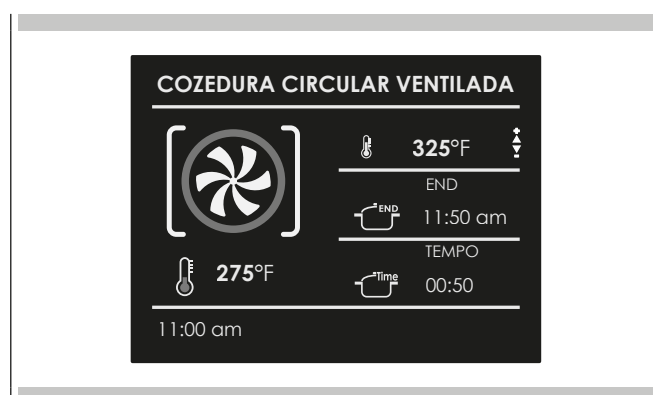 COZEDURA CIRCULAR VENTILADA
325°F
END
END
11:50 am
275°F
TEMPO
Time
00:50
11:00 am